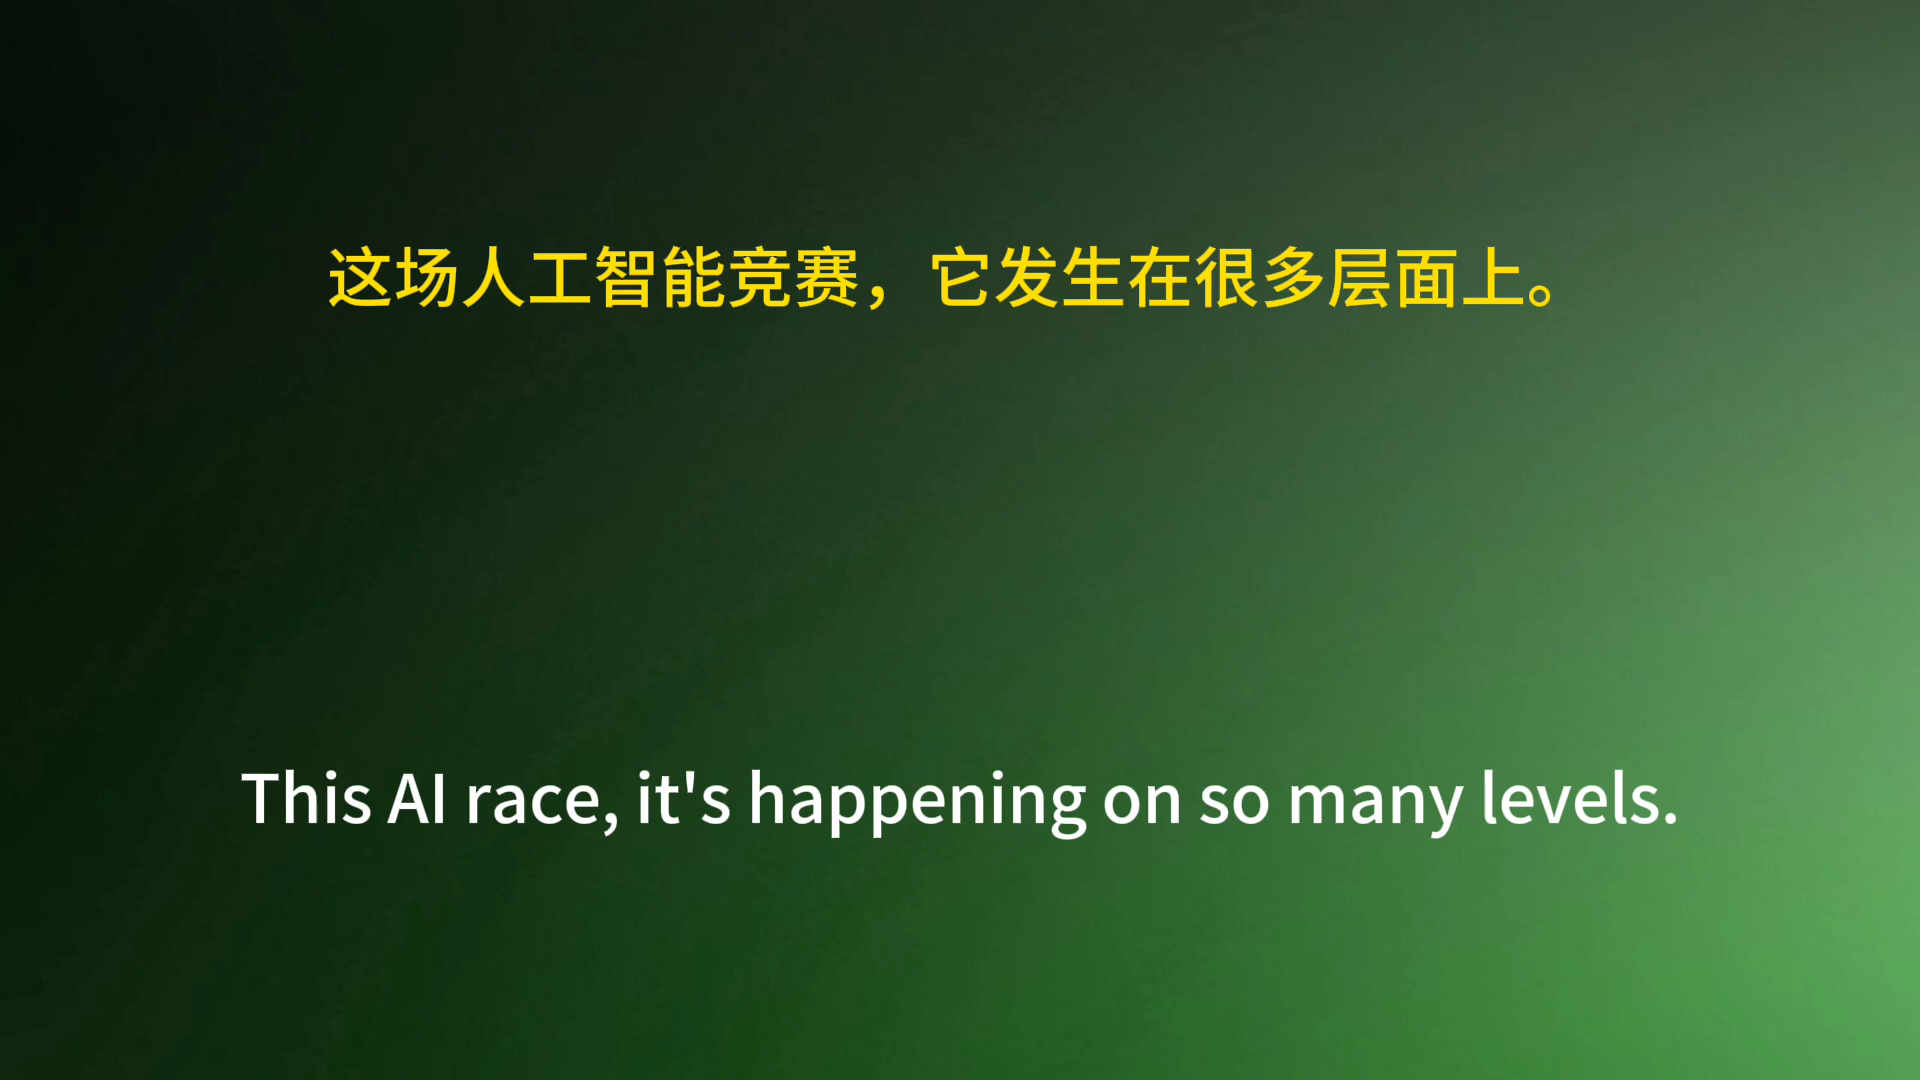 这场人工智能竞赛，它发生在很多层面上。
This AI race, it's happening on so many levels.